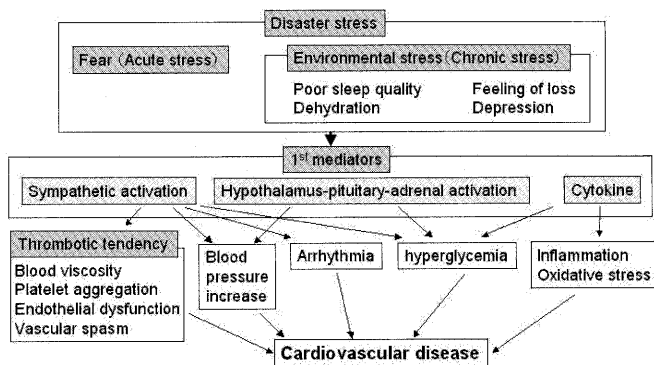 Disaster stress
Fear (Acute stress)
Environmental stress(Chronic stress)
Poor sleep quality
Feeling of loss
Dehydration
Depression
1st mediators
Sympathetic activation
Hypothalamus-pituitary-adrenal activation
Cytokine
Thrombotic tendency
Blood viscosity
Platelet aggregation
Endothelial dysfunction
Vascular spasm
Blood
pressure
increase
Arrhythmia
hyperglycemia
Inflammation
Oxidative stress
Cardiovascular disease